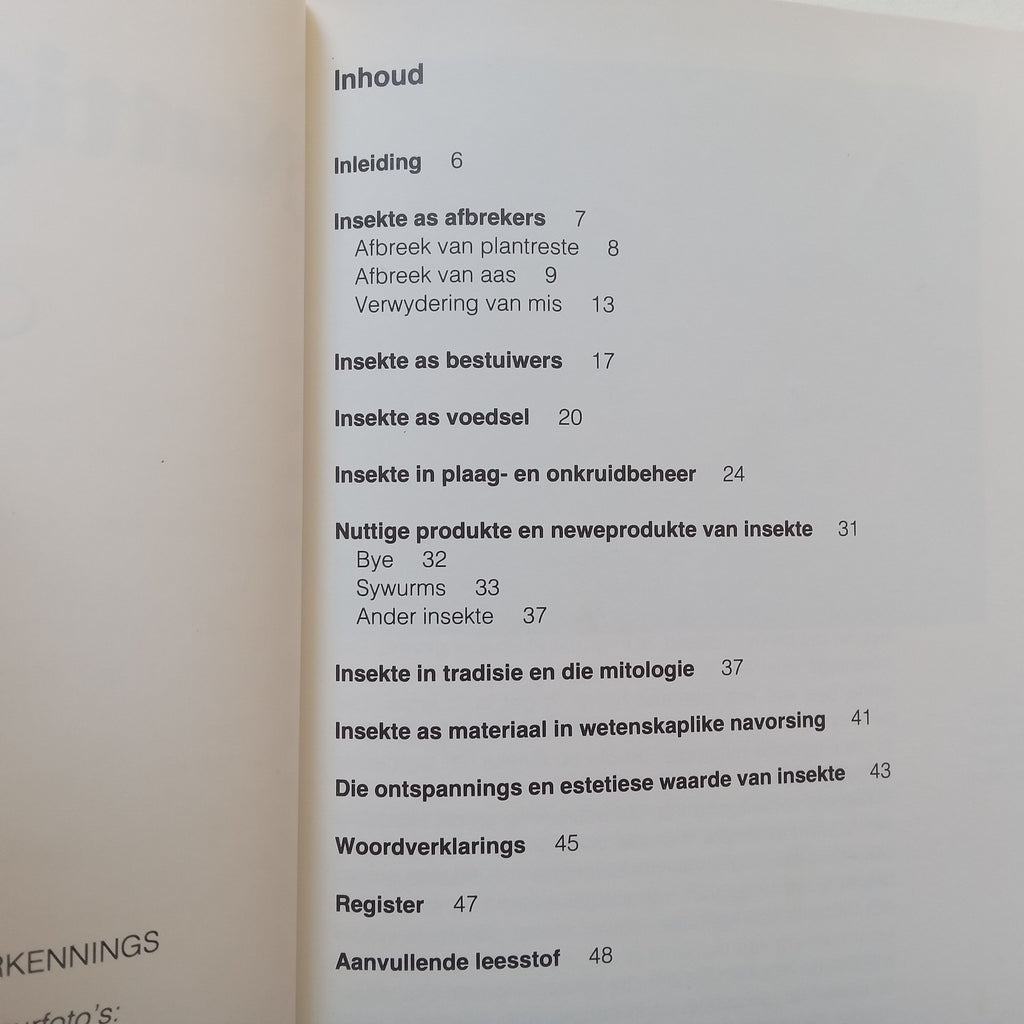 Inhoud
Inleiding 6
Insekte as afbrekers 7
Afbreek van plantreste 8
Afbreek van aas 9
Verwydering van mis 13
Insekte as bestuiwers 17
Insekte as voedsel 20
Insekte in plaag- en onkruidbeheer 24
Nuttige produkte en neweprodukte van insekte 31
Bye 32
Sywurms 33
Ander insekte 37
Insekte in tradisie en die mitologie 37
Insekte as materiaal in wetenskaplike navorsing 41
Die ontspannings en estetiese waarde van insekte 43
Woordverklarings 45
Register 47
Aanvullende leesstof 48